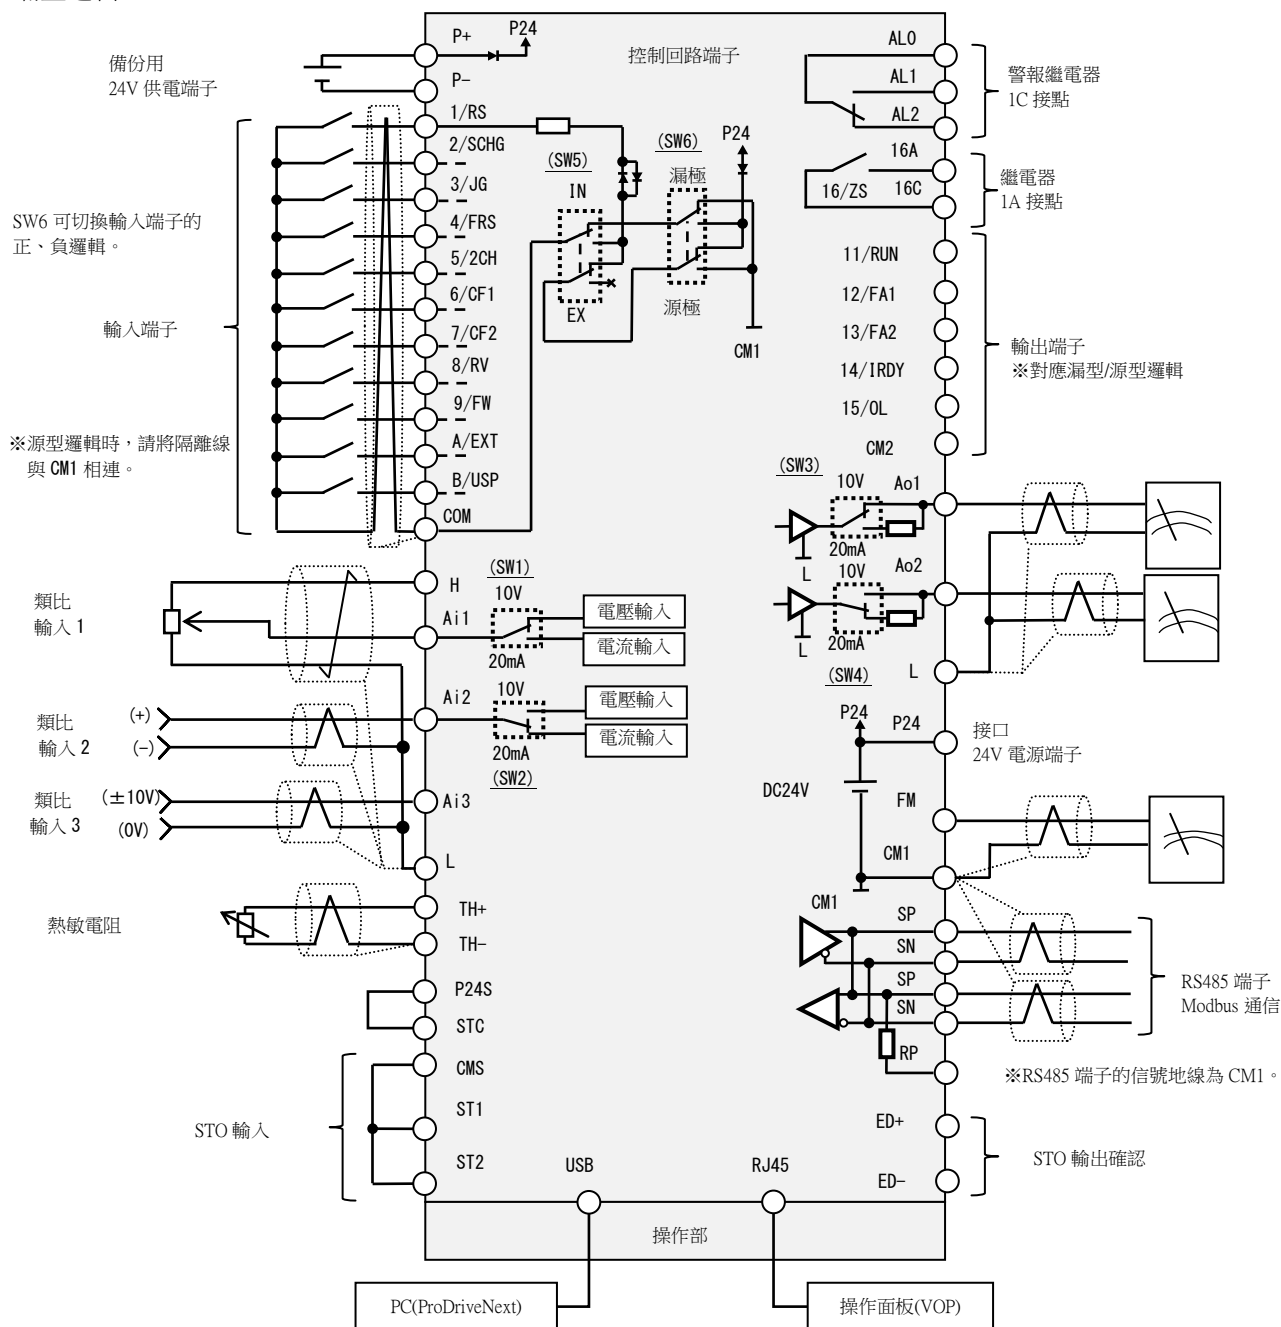 備份用
24V 供電端子
SW6 可切換輸入端子的
正、負邏輯。
輸入端子
※源型邏輯時，請將隔離線
與 CM1 相連。
類比
輸入 1
類比
輸入 2
(+)
(-)
類比
輸入 3
(±10V)
(0V)
熱敏電阻
STO 輸入
控制回路端子
P+
P24
P-
1/RS
2/SCHG
3/JG
4/FRS
5/2CH
6/CF1
7/CF2
8/RV
9/FW
A/EXT
B/USP
COM
(SW5)
IN
EX
(SW6)
漏極
源極
P24
CM1
H
Ai1
(SW1)
10V
20mA
電壓輸入
電流輸入
Ai2
10V
20mA
(SW2)
電壓輸入
電流輸入
Ai3
L
TH+
TH-
P24S
STC
CMS
ST1
ST2
AL0
AL1
AL2
警報繼電器
1C 接點
16A
16/ZS
16C
繼電器
1A 接點
11/RUN
12/FA1
13/FA2
14/IRDY
15/OL
CM2
輸出端子
※對應漏型/源型邏輯
(SW3)
10V
Ao1
20mA
L
10V
Ao2
20mA
L
(SW4)
L
P24
P24
接口
24V 電源端子
DC24V
FM
CM1
CM1
SP
SN
SP
SN
RP
RS485 端子
Modbus 通信
※RS485 端子的信號地線為 CM1。
ED+
ED-
STO 輸出確認
USB
RJ45
操作部
PC(ProDriveNext)
操作面板(VOP)